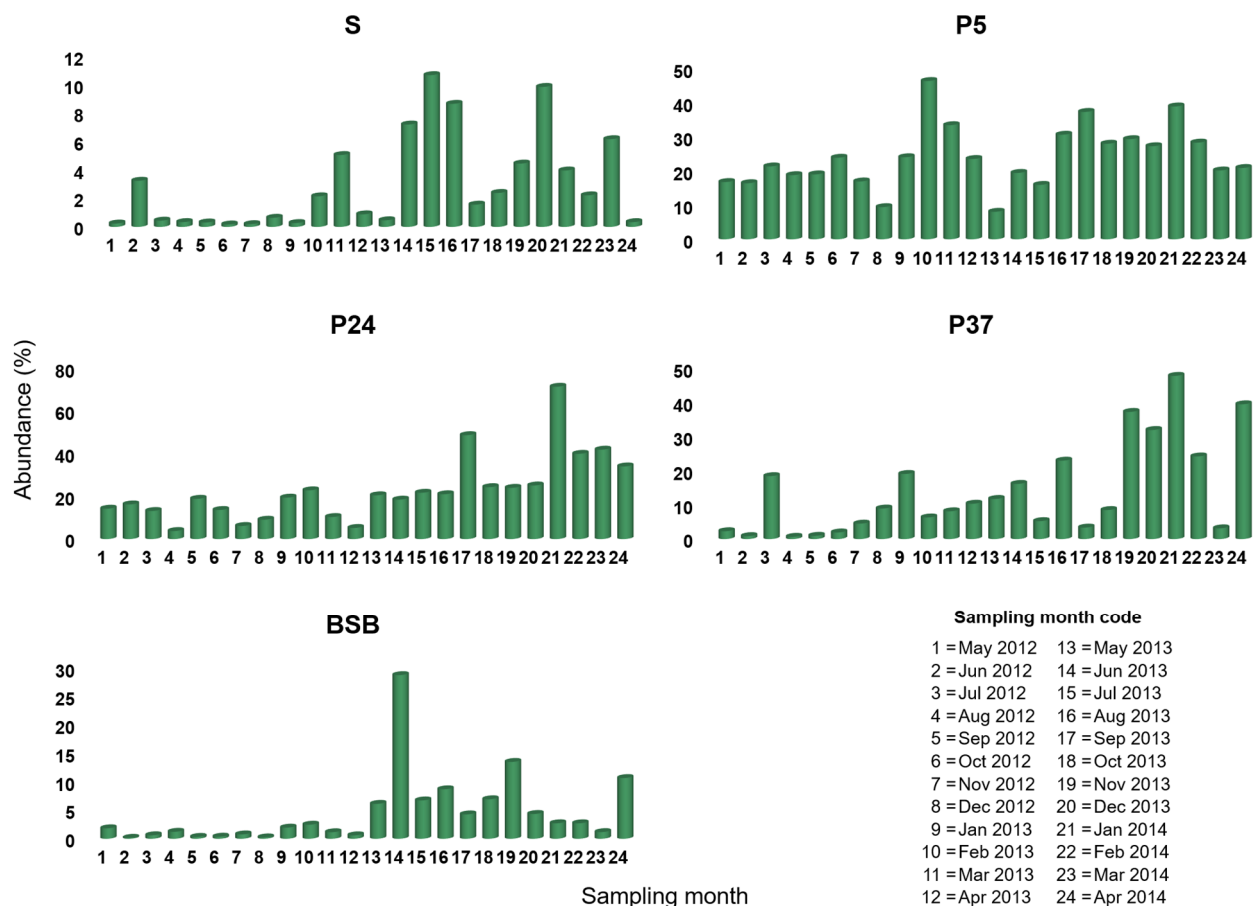 S
12
10
8
6
4
2
0
1 2 3 4 5 6 7 8 9 10 11 12 13 14 15 16 17 18 19 20 21 22 23 24
P5
50
40
30
20
10
0
1 2 3 4 5 6 7 8 9 10 11 12 13 14 15 16 17 18 19 20 21 22 23 24
Abundance (%)
P24
80
60
40
20
0
1 2 3 4 5 6 7 8 9 10 11 12 13 14 15 16 17 18 19 20 21 22 23 24
P37
50
40
30
20
10
0
1 2 3 4 5 6 7 8 9 10 11 12 13 14 15 16 17 18 19 20 21 22 23 24
BSB
30
25
20
15
10
5
0
1 2 3 4 5 6 7 8 9 10 11 12 13 14 15 16 17 18 19 20 21 22 23 24
Sampling month
Sampling month code
1 = May 2012 13 = May 2013
2 = Jun 2012 14 = Jun 2013
3 = Jul 2012 15 = Jul 2013
4 = Aug 2012 16 = Aug 2013
5 = Sep 2012 17 = Sep 2013
6 = Oct 2012 18 = Oct 2013
7 = Nov 2012 19 = Nov 2013
8 = Dec 2012 20 = Dec 2013
9 = Jan 2013 21 = Jan 2014
10 = Feb 2013 22 = Feb 2014
11 = Mar 2013 23 = Mar 2014
12 = Apr 2013 24 = Apr 2014